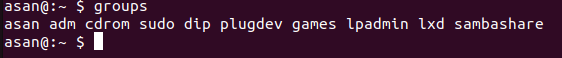 asan@:~ $ groups
asan adm cdrom sudo dip plugdev games lpadmin lxd sambashare
asan@:~ $